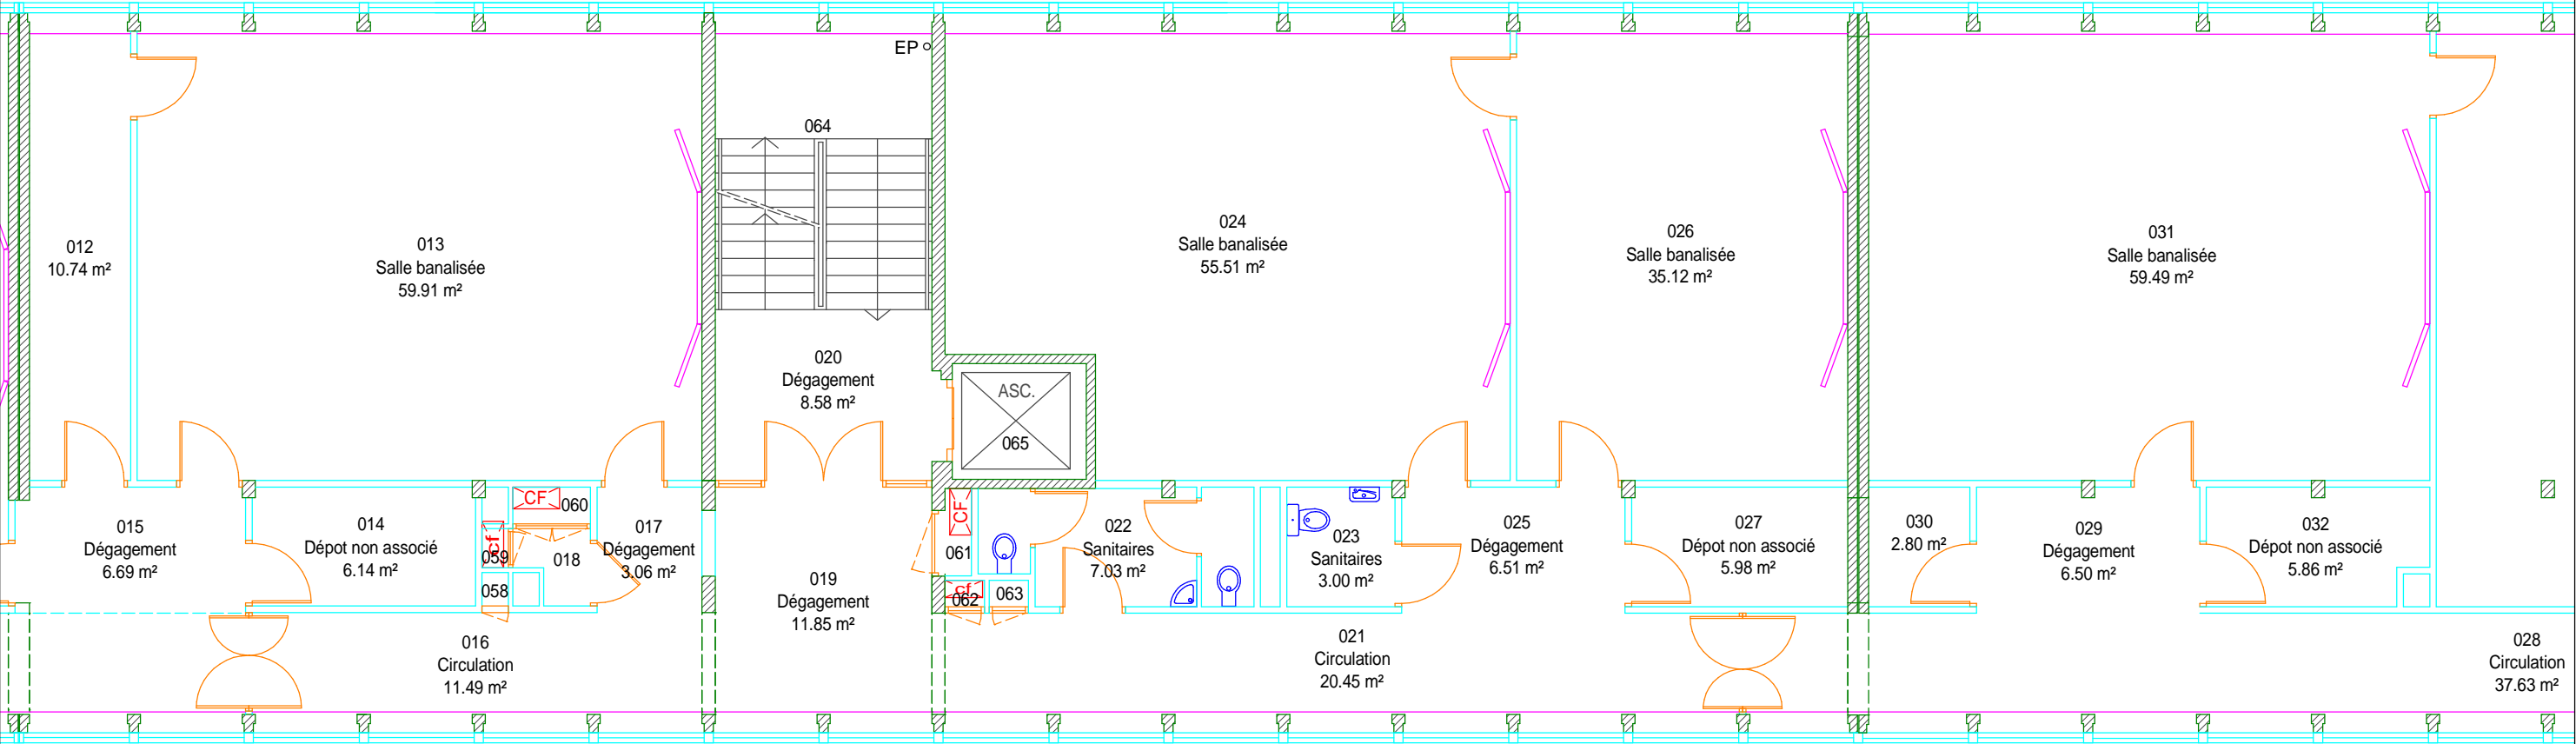 EP
064
012
10.74 m²
013
Salle banalisée
59.91 m²
024
Salle banalisée
55.51 m²
026
Salle banalisée
35.12 m²
031
Salle banalisée
59.49 m²
020
Dégagement
8.58 m²
ASC.
065
015
Dégagement
6.69 m²
014
Dépot non associé
6.14 m²
cf
059
058
CF
060
018
017
Dégagement
3.06 m²
019
Dégagement
11.85 m²
CF
061
cf
062
063
022
Sanitaires
7.03 m²
023
Sanitaires
3.00 m²
025
Dégagement
6.51 m²
027
Dépot non associé
5.98 m²
030
2.80 m²
029
Dégagement
6.50 m²
032
Dépot non associé
5.86 m²
016
Circulation
11.49 m²
021
Circulation
20.45 m²
028
Circulation
37.63 m²